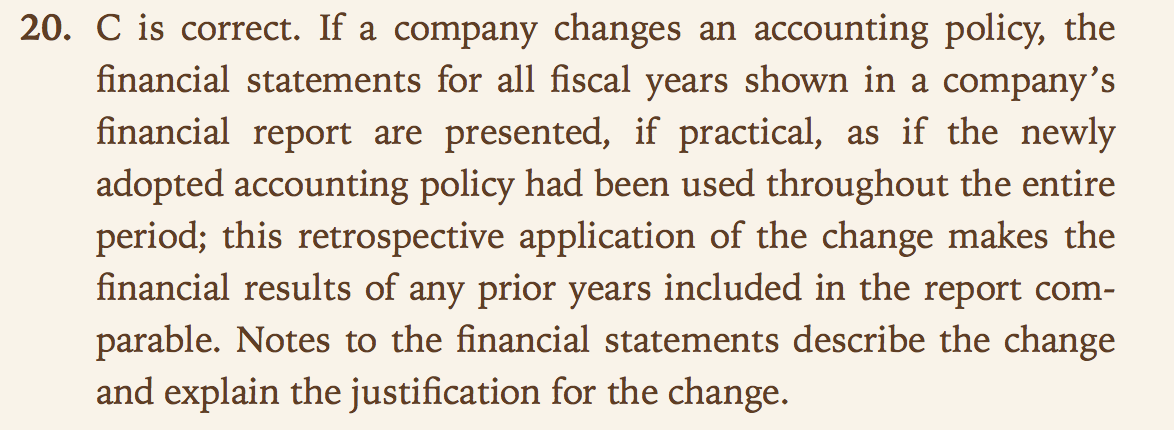 20. C is correct. If a company changes an accounting policy, the
financial statements for all fiscal years shown in a company’s
financial report are presented, if practical, as if the newly
adopted accounting policy had been used throughout the entire
period; this retrospective application of the change makes the
financial results of any prior years included in the report com-
parable. Notes to the financial statements describe the change
and explain the justification for the change.